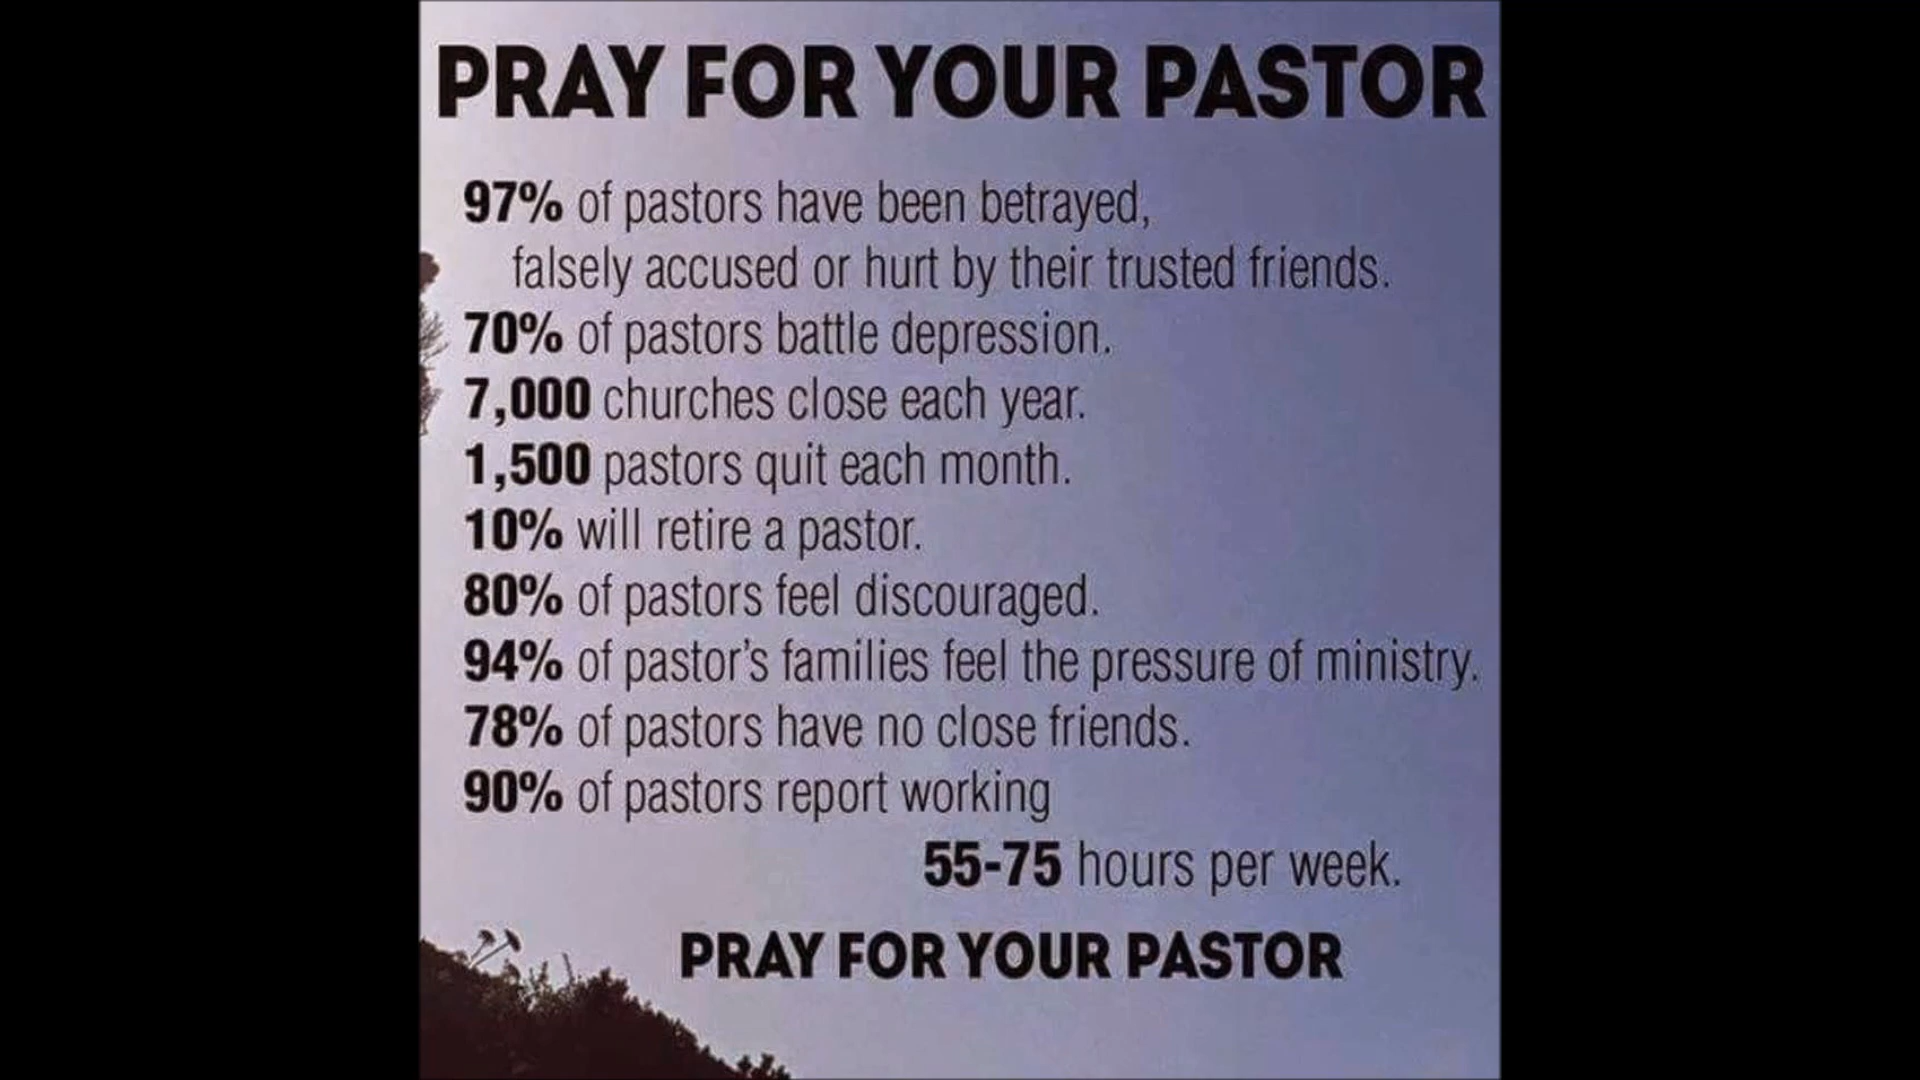 PRAY FOR YOUR PASTOR
97% of pastors have been betrayed,
falsely accused or hurt by their trusted friends.
70% of pastors battle depression.
7,000 churches close each year.
1,500 pastors quit each month.
10% will retire a pastor.
80% of pastors feel discouraged.
94% of pastor's families feel the pressure of ministry.
78% of pastors have no close friends.
90% of pastors report working
55-75 hours per week.
PRAY FOR YOUR PASTOR